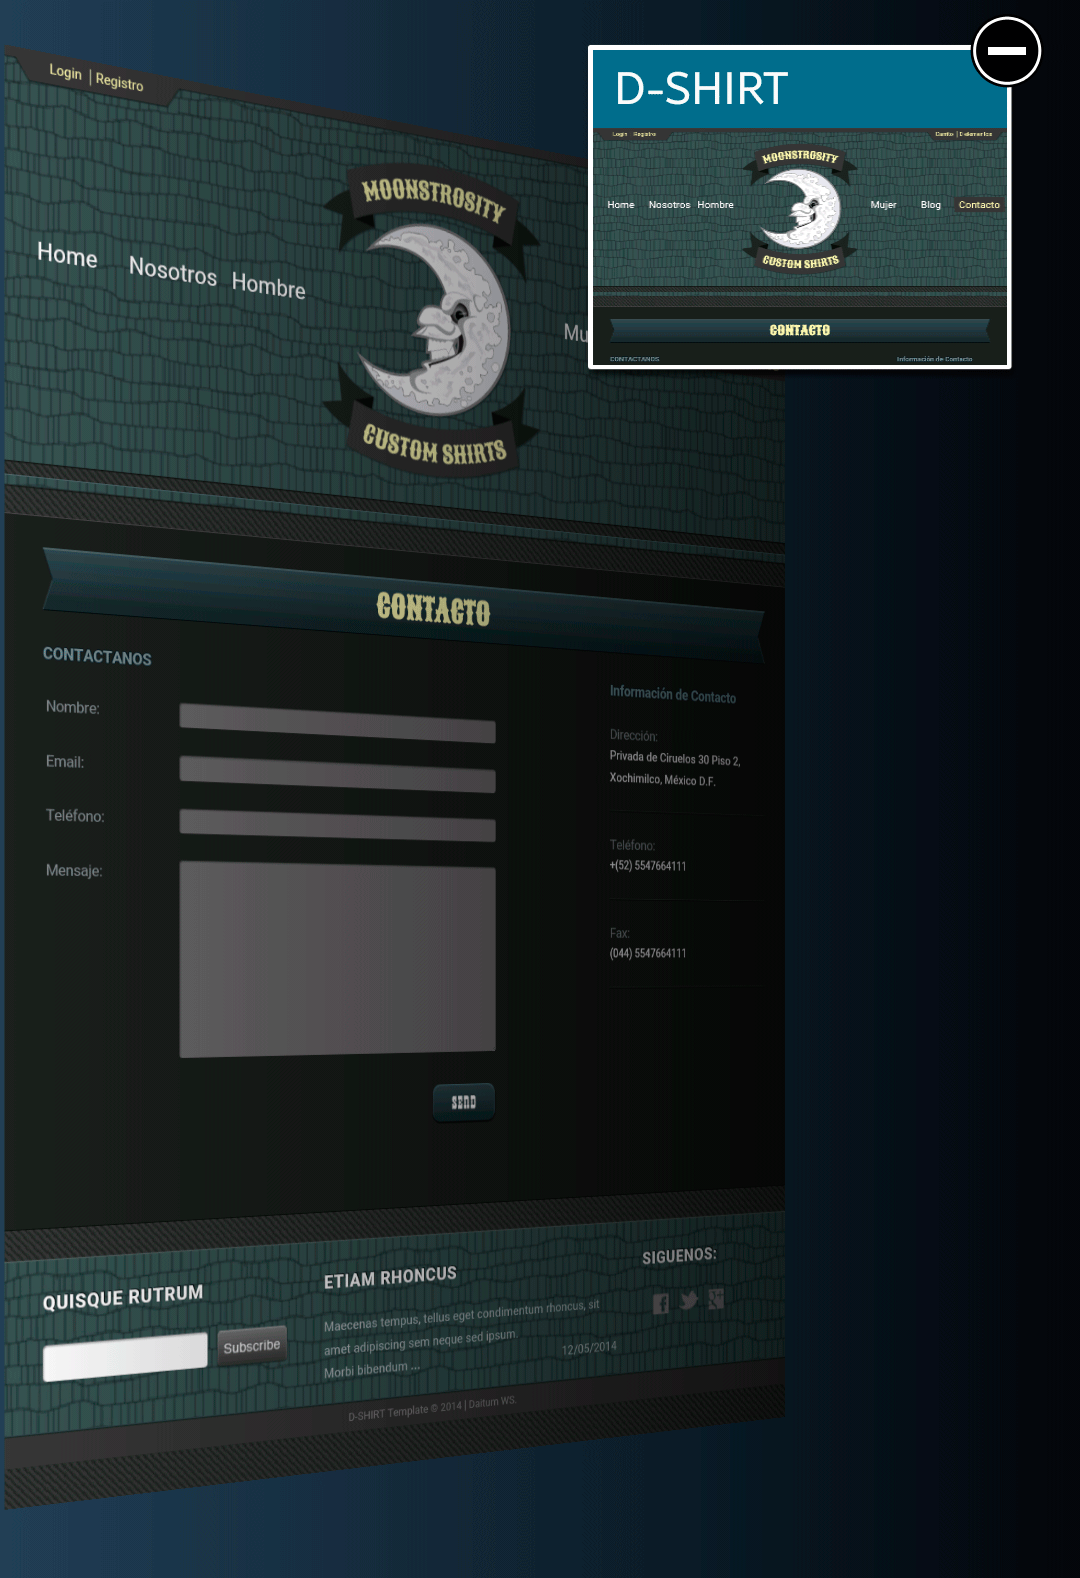 Login | Registro
MOONSTROSITY
Home Nosotros Hombre
Mu
CUSTOM SHIRTS
D-SHIRT
Login Registro
Carrito | 0 elementos
MOONSTROSITY
Home Nosotros Hombre
Mujer Blog Contacto
CUSTOM SHIRTS
CONTACTO
CONTACTANOS
Información de Contacto
CONTACTO
CONTACTANOS
Nombre:
Email:
Teléfono:
Mensaje:
SEND
Información de Contacto
Dirección:
Privada de Ciruelos 30 Piso 2,
Xochimilco, México D.F.
Teléfono:
+(52) 5547664111
Fax:
(044) 5547664111
QUISQUE RUTRUM
Subscribe
ETIAM RHONCUS
Maecenas tempus, tellus eget condimentum rhoncus, sit
amet adipiscing sem neque sed ipsum.
Morbi bibendum ...
12/05/2014
SIGUENOS:
D-SHIRT Template © 2014 | Daitum WS.